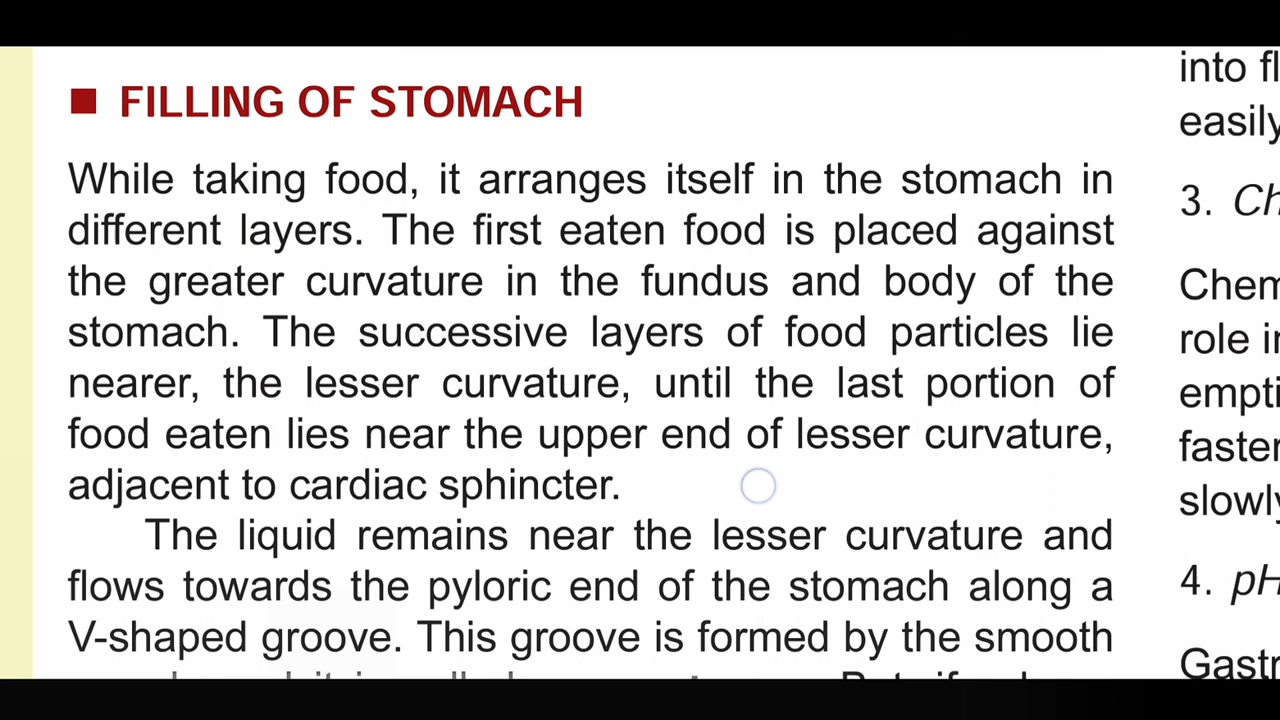 FILLING OF STOMACH
While taking food, it arranges itself in the stomach in
different layers. The first eaten food is placed against
the greater curvature in the fundus and body of the
stomach. The successive layers of food particles lie
nearer, the lesser curvature, until the last portion of
food eaten lies near the upper end of lesser curvature,
adjacent to cardiac sphincter.
The liquid remains near the lesser curvature and
flows towards the pyloric end of the stomach along a
V-shaped groove. This groove is formed by the smooth
into fl
easily
3. Ch
Chem
role in
empti
faster
slowly
4. pH
Gastr